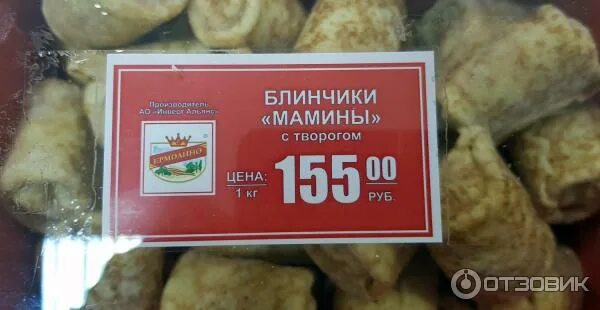 БЛИНЧИКИ
«МАМИНЫ»
с творогом
Производитель
АО «Инвест Альянс»
ЕРМОЛИНО
ЦЕНА:
1 кг
155 00
РУБ.
ОТЗОВИК